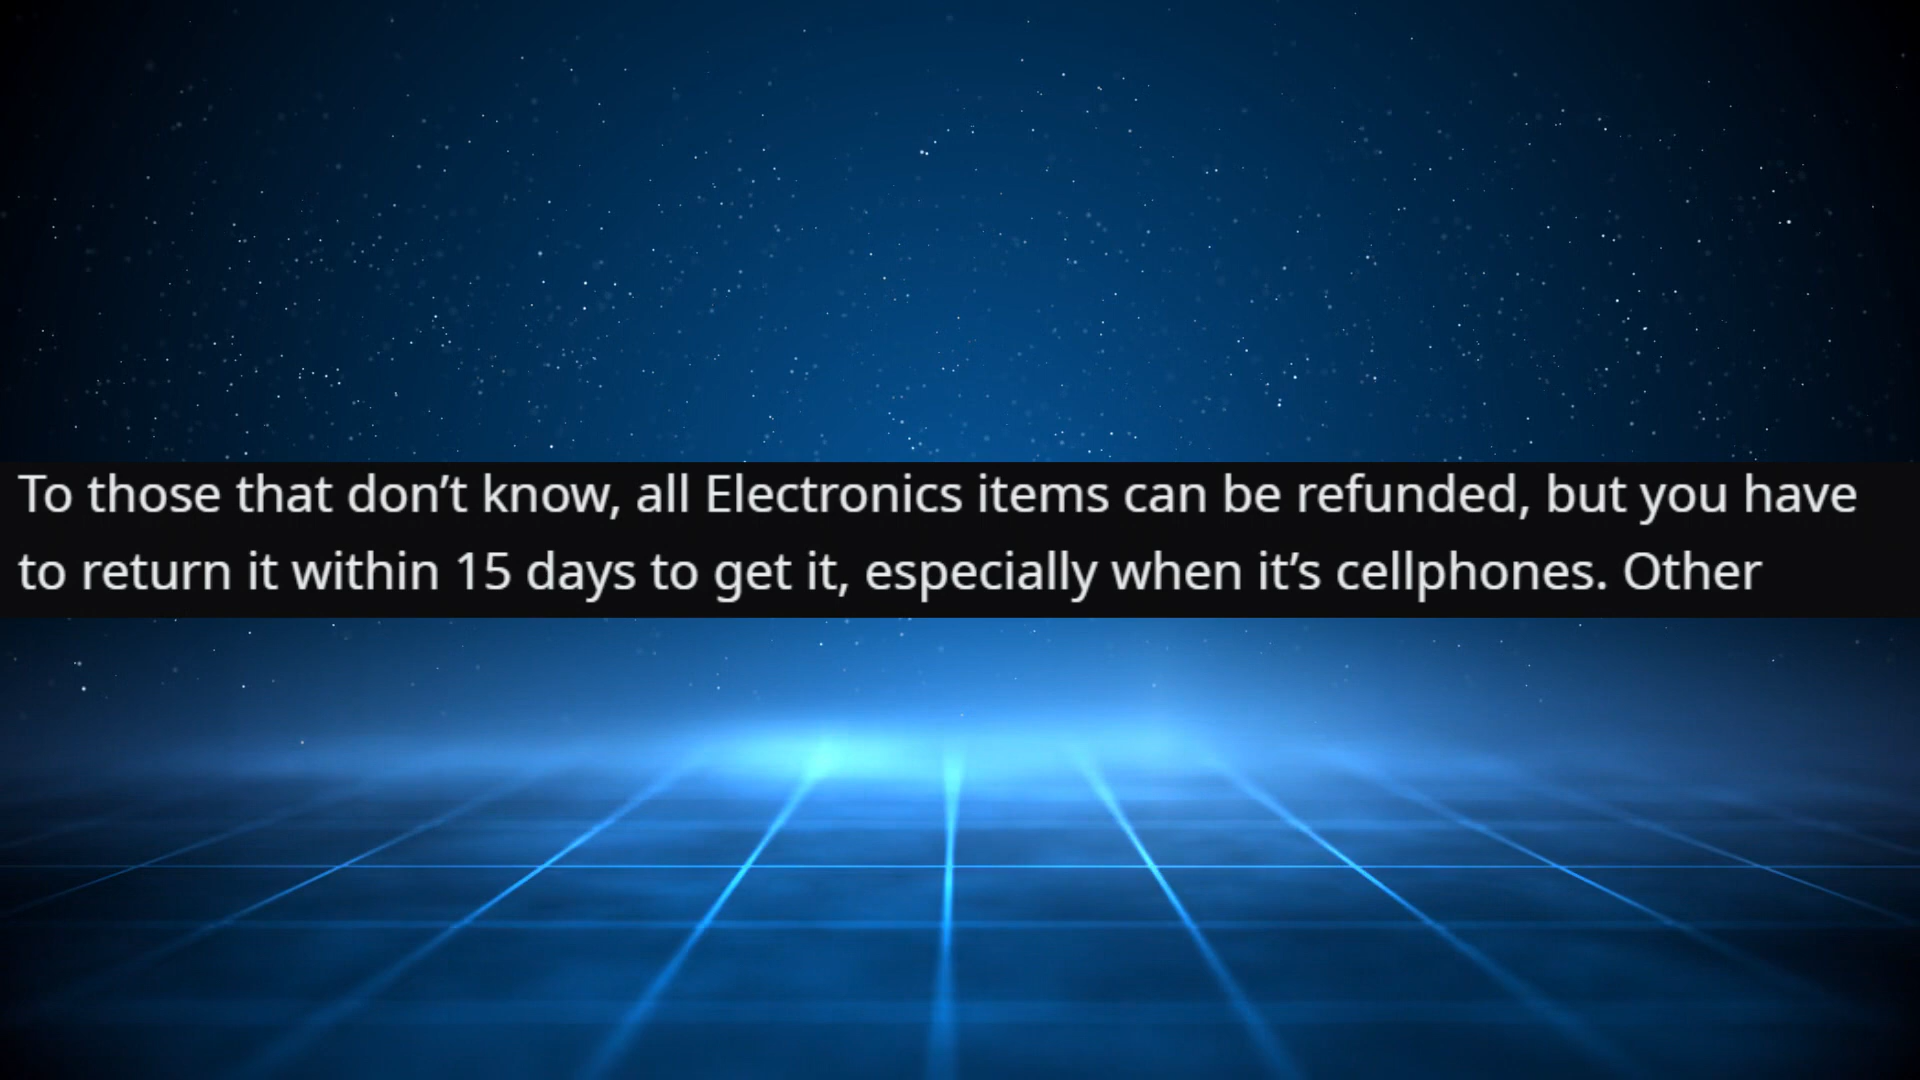 To those that don’t know, all Electronics items can be refunded, but you have
to return it within 15 days to get it, especially when it’s cellphones. Other